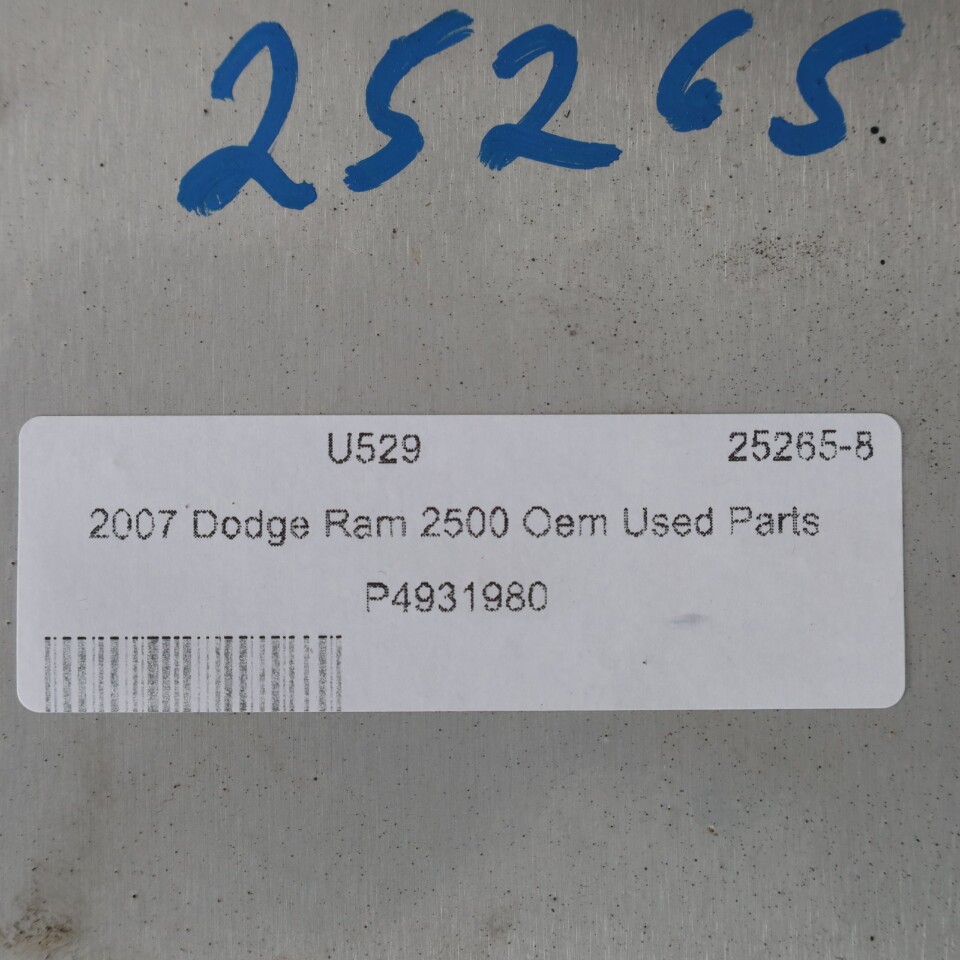 25265
U529 25265-8
2007 Dodge Ram 2500 Oem Used Parts
P4931980